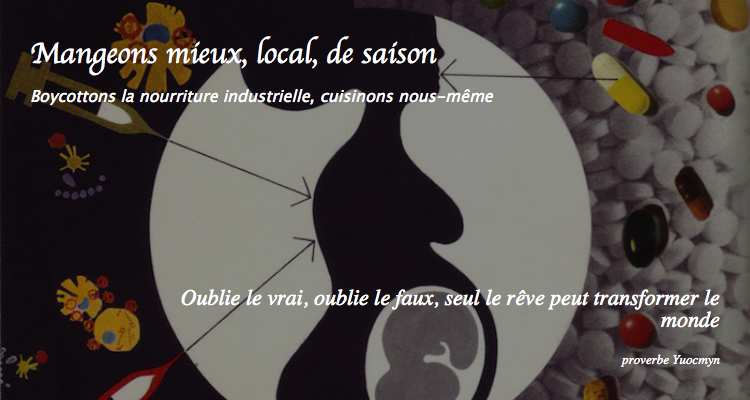 Mangeons mieux, local, de saison
Boycottons la nourriture industrielle, cuisinons nous-même
Oublie le vrai, oublie le faux, seul le rêve peut transformer le
monde
proverbe Yuocmyn